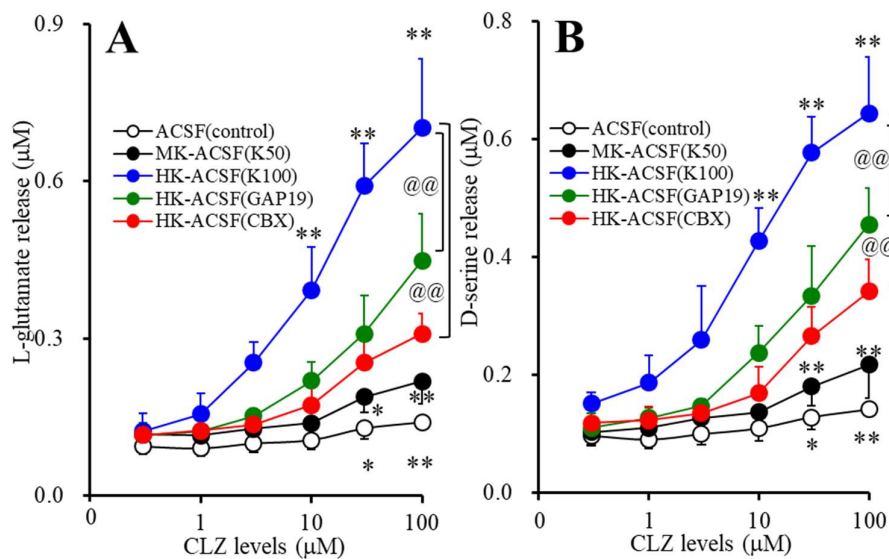 A
L-glutamate release (μM)
0.9
0.6
0.3
0.0
ACSF(control)
MK-ACSF(K50)
HK-ACSF(K100)
HK-ACSF(GAP19)
HK-ACSF(CBX)
**
**
**
@@
@@
*
**
*
**
0
1
10
100
CLZ levels (μM)
B
D-serine release (μM)
0.8
0.6
0.4
0.2
0.0
ACSF(control)
MK-ACSF(K50)
HK-ACSF(K100)
HK-ACSF(GAP19)
HK-ACSF(CBX)
**
**
**
@@
@@
**
**
*
**
0
1
10
100
CLZ levels (μM)